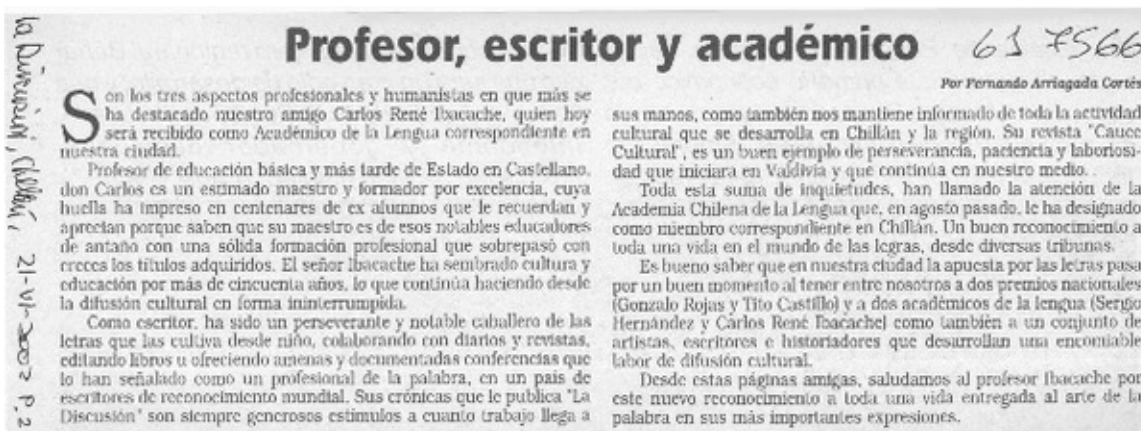 Profesor, escritor y académico
61 7566
Por Fernando Arriagada Cortés
Son los tres aspectos profesionales y humanistas en que más se
ha destacado nuestro amigo Carlos René Ibacache, quien hoy
será recibido como Académico de la Lengua correspondiente en
nuestra ciudad.
Profesor de educación básica y más tarde de Estado en Castellano,
don Carlos es un estimado maestro y formador por excelencia, cuya
huella ha impreso en centenares de ex alumnos que le recuerdan y
aprecian porque saben que su maestro es de esos notables educadores
de antaño con una sólida formación profesional que sobrepasó con
creces los títulos adquiridos. El señor Ibacache ha sembrado cultura y
educación por más de cincuenta años, lo que continúa haciendo desde
la difusión cultural en forma ininterrumpida.
Como escritor, ha sido un perseverante y notable caballero de las
letras que las cultiva desde niño, colaborando con diarios y revistas,
editando libros u ofreciendo amenas y documentadas conferencias que
lo han señalado como un profesional de la palabra, en un país de
escritores de reconocimiento mundial. Sus crónicas que le publica "La
Discusión" son siempre generosos estímulos a cuanto trabajo llega a
sus manos, como también nos mantiene informado de toda la actividad
cultural que se desarrolla en Chillán y la región. Su revista "Cauce
Cultural", es un buen ejemplo de perseverancia, paciencia y laboriosi-
dad que iniciara en Valdivia y que continúa en nuestro medio.
Toda esta suma de inquietudes, han llamado la atención de la
Academia Chilena de la Lengua que, en agosto pasado, le ha designado
como miembro correspondiente en Chillán. Un buen reconocimiento a
toda una vida en el mundo de las legras, desde diversas tribunas.
Es bueno saber que en nuestra ciudad la apuesta por las letras pasa
por un buen momento al tener entre nosotros a dos premios nacionales
(Gonzalo Rojas y Tito Castillo) y a dos académicos de la lengua (Sergio
Hernández y Carlos René Ibacache) como también a un conjunto de
artistas, escritores e historiadores que desarrollan una encomiable
labor de difusión cultural.
Desde estas páginas amigas, saludamos al profesor Ibacache por
este nuevo reconocimiento a toda una vida entregada al arte de la
palabra en sus más importantes expresiones.
La Discusión, Chillán, 21-VI-2002 P.2